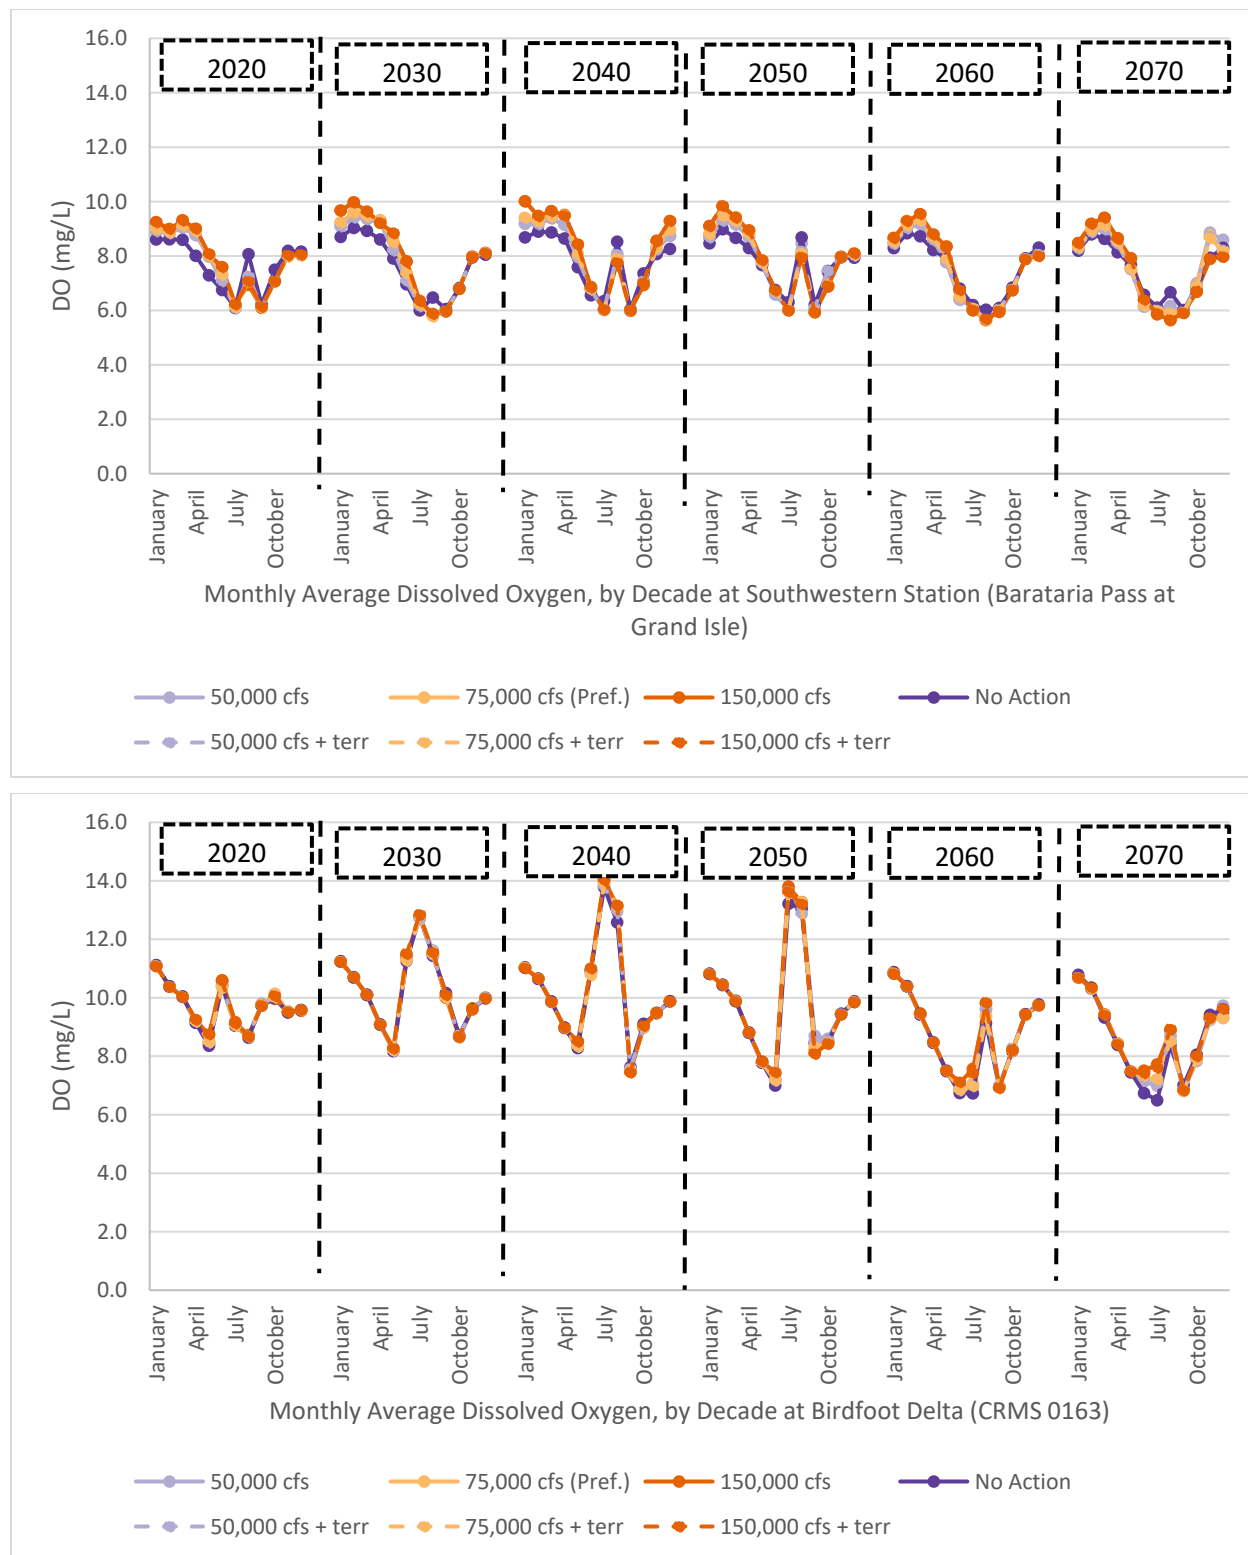 16.0
14.0
12.0
10.0
8.0
6.0
4.0
2.0
0.0
DO (mg/L)
2020
2030
2040
2050
2060
2070
January
April
July
October
January
April
July
October
January
April
July
October
January
April
July
October
January
April
July
October
January
April
July
October
Monthly Average Dissolved Oxygen, by Decade at Southwestern Station (Barataria Pass at
Grand Isle)
50,000 cfs
75,000 cfs (Pref.)
150,000 cfs
No Action
50,000 cfs + terr
75,000 cfs + terr
150,000 cfs + terr
16.0
14.0
12.0
10.0
8.0
6.0
4.0
2.0
0.0
DO (mg/L)
2020
2030
2040
2050
2060
2070
January
April
July
October
January
April
July
October
January
April
July
October
January
April
July
October
January
April
July
October
January
April
July
October
Monthly Average Dissolved Oxygen, by Decade at Birdfoot Delta (CRMS 0163)
50,000 cfs
75,000 cfs (Pref.)
150,000 cfs
No Action
50,000 cfs + terr
75,000 cfs + terr
150,000 cfs + terr